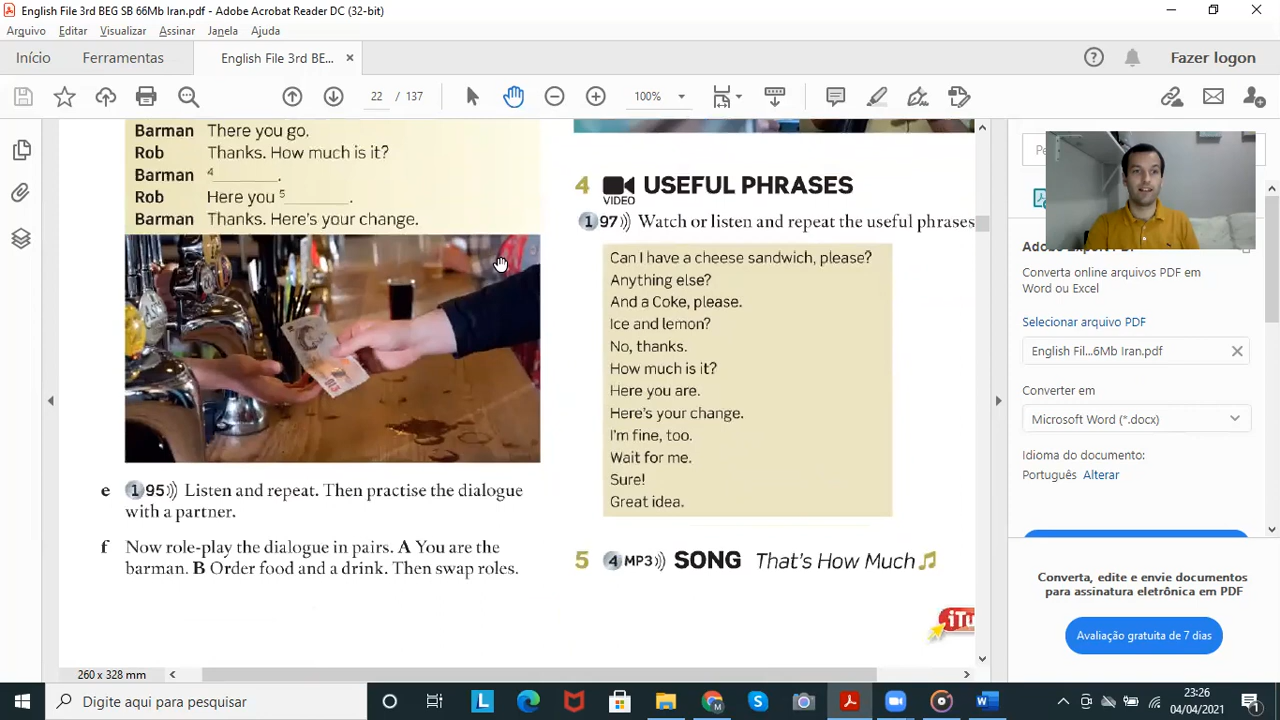 English File 3rd BEG SB 66Mb Iran.pdf - Adobe Acrobat Reader DC (32-bit)
Arquivo Editar Visualizar Assinar Janela Ajuda
Início Ferramentas English File 3rd BE... × Fazer logon
22 / 137 100%
Barman There you go.
Rob Thanks. How much is it?
Barman 4 ________.
Rob Here you 5 ________.
Barman Thanks. Here's your change.
e 1 95 Listen and repeat. Then practise the dialogue
with a partner.
f Now role-play the dialogue in pairs. A You are the
barman. B Order food and a drink. Then swap roles.
4 VIDEO USEFUL PHRASES
1 97 Watch or listen and repeat the useful phrases
Can I have a cheese sandwich, please?
Anything else?
And a Coke, please.
Ice and lemon?
No, thanks.
How much is it?
Here you are.
Here's your change.
I'm fine, too.
Wait for me.
Sure!
Great idea.
5 4 MP3 SONG That's How Much
iTu
Converta online arquivos PDF em
Word ou Excel
Selecionar arquivo PDF
English Fil...6Mb Iran.pdf
Converter em
Microsoft Word (*.docx)
Idioma do documento:
Português Alterar
Converta, edite e envie documentos
para assinatura eletrônica em PDF
Avaliação gratuita de 7 dias
260 x 328 mm
Digite aqui para pesquisar
23:26
04/04/2021